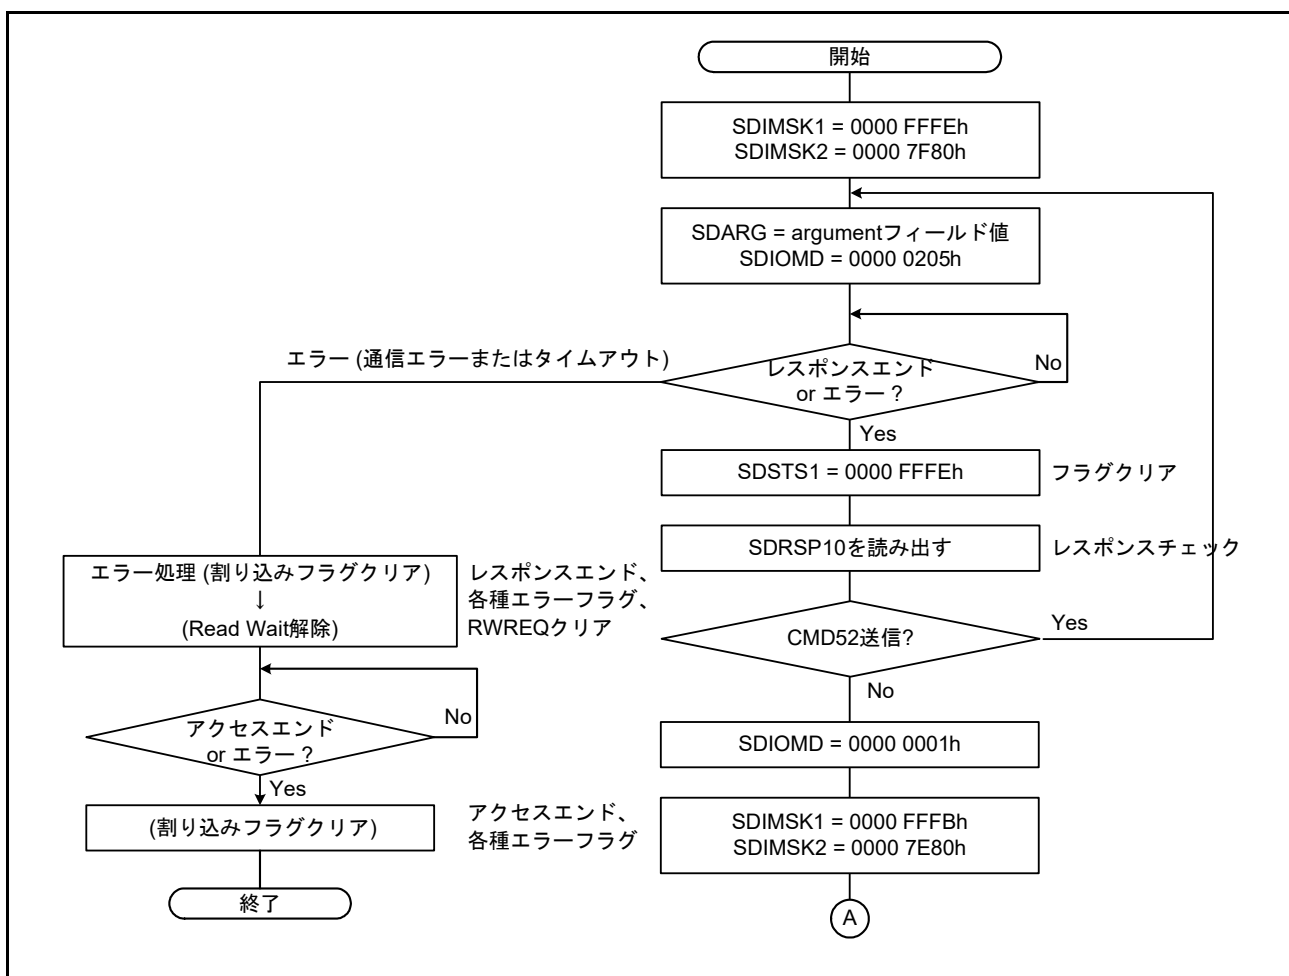 開始
SDIMSK1 = 0000 FFFEh
SDIMSK2 = 0000 7F80h
SDARG = argumentフィールド値
SDIOMD = 0000 0205h
エラー (通信エラーまたはタイムアウト)
レスポンスエンド
or エラー ?
No
Yes
SDSTS1 = 0000 FFFEh
フラグクリア
SDRSP10を読み出す
レスポンスチェック
エラー処理 (割り込みフラグクリア)
↓
(Read Wait解除)
レスポンスエンド、
各種エラーフラグ、
RWREQクリア
CMD52送信?
Yes
No
アクセスエンド
or エラー ?
No
Yes
SDIOMD = 0000 0001h
(割り込みフラグクリア)
アクセスエンド、
各種エラーフラグ
SDIMSK1 = 0000 FFFBh
SDIMSK2 = 0000 7E80h
終了
A